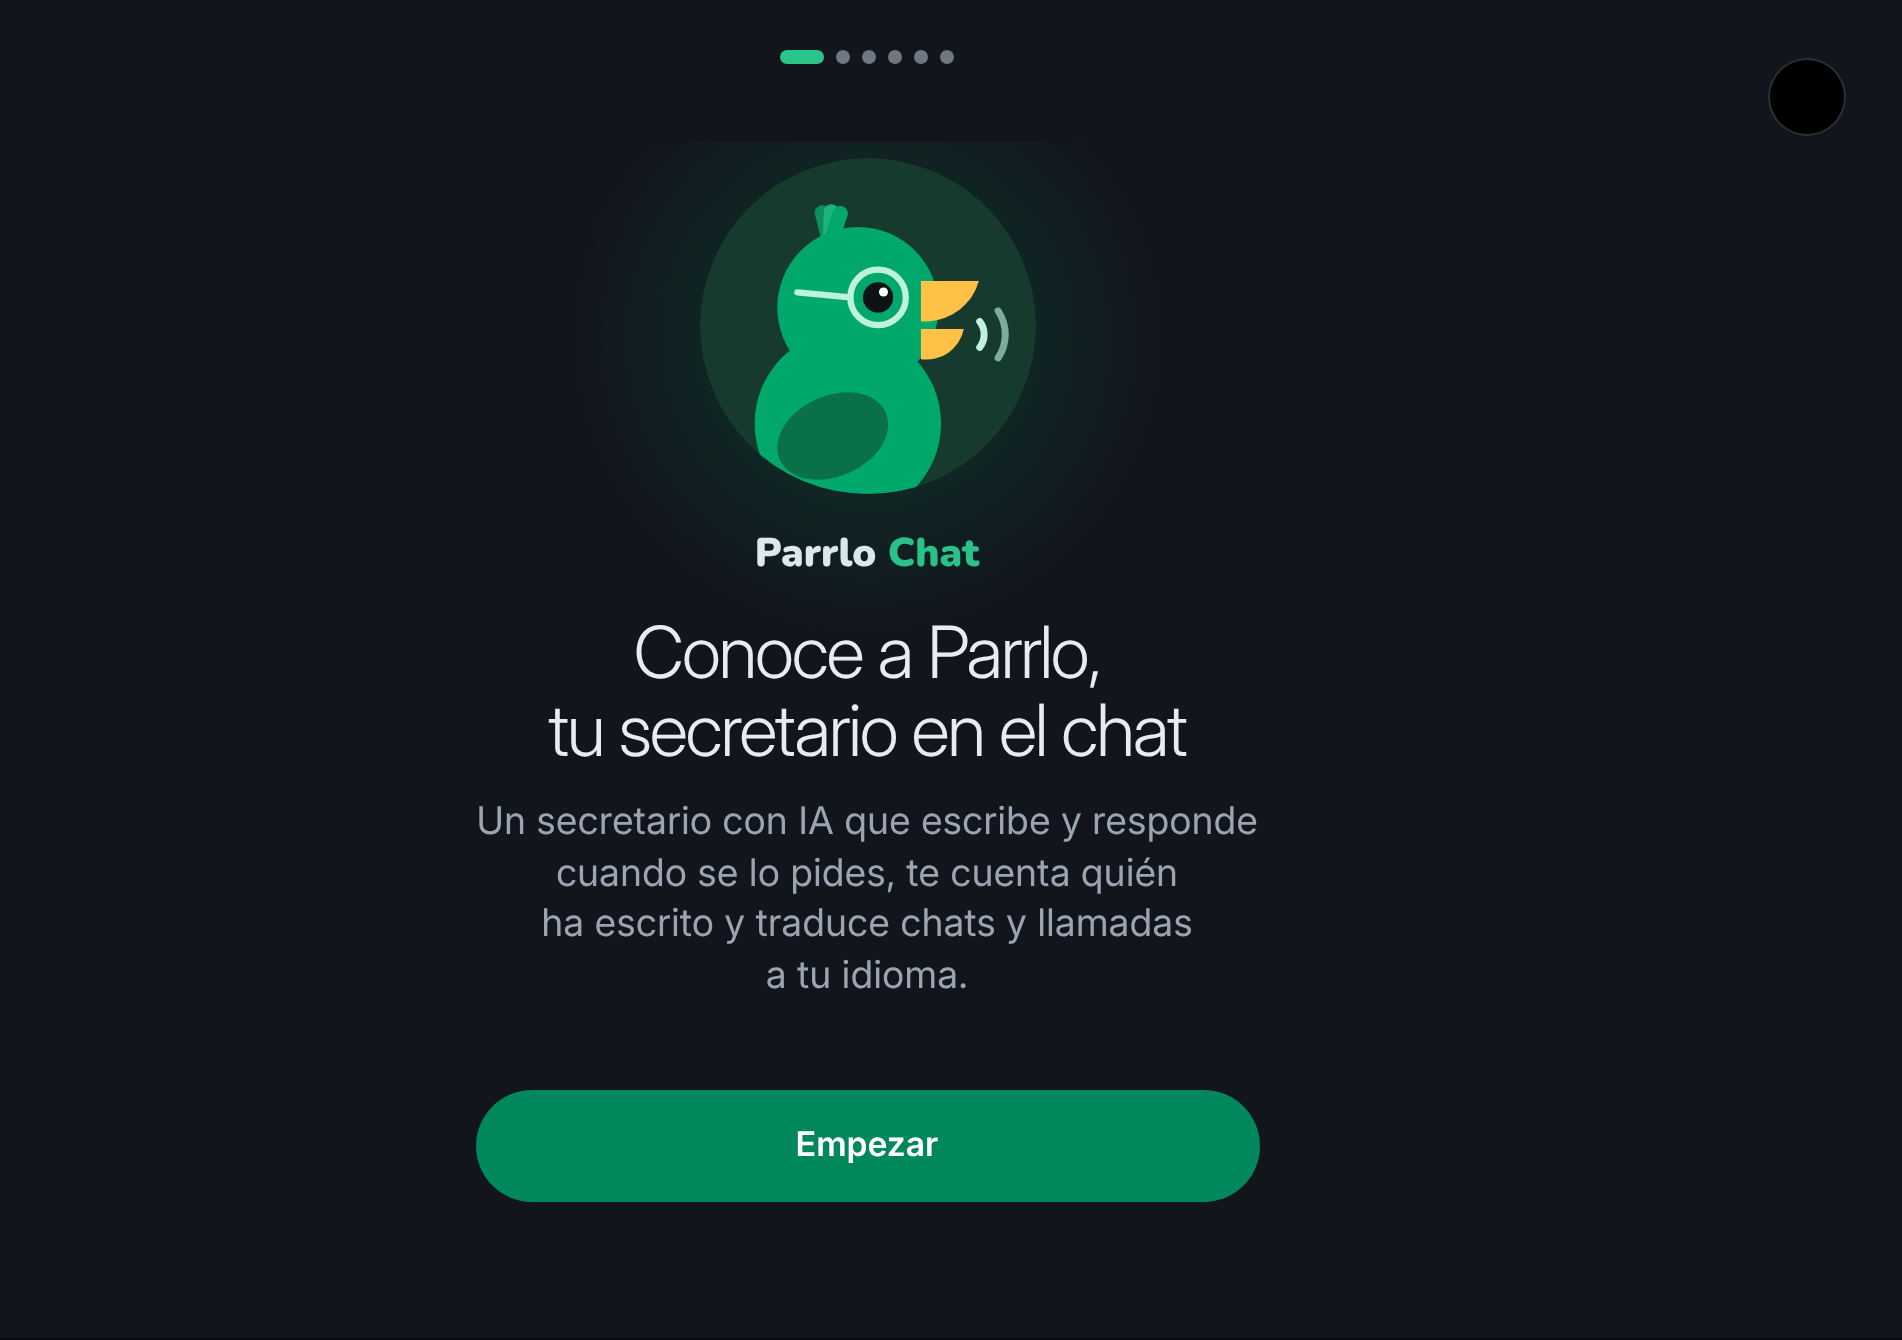 Parrlo Chat
Conoce a Parrlo,
tu secretario en el chat
Un secretario con IA que escribe y responde
cuando se lo pides, te cuenta quién
ha escrito y traduce chats y llamadas
a tu idioma.
Empezar